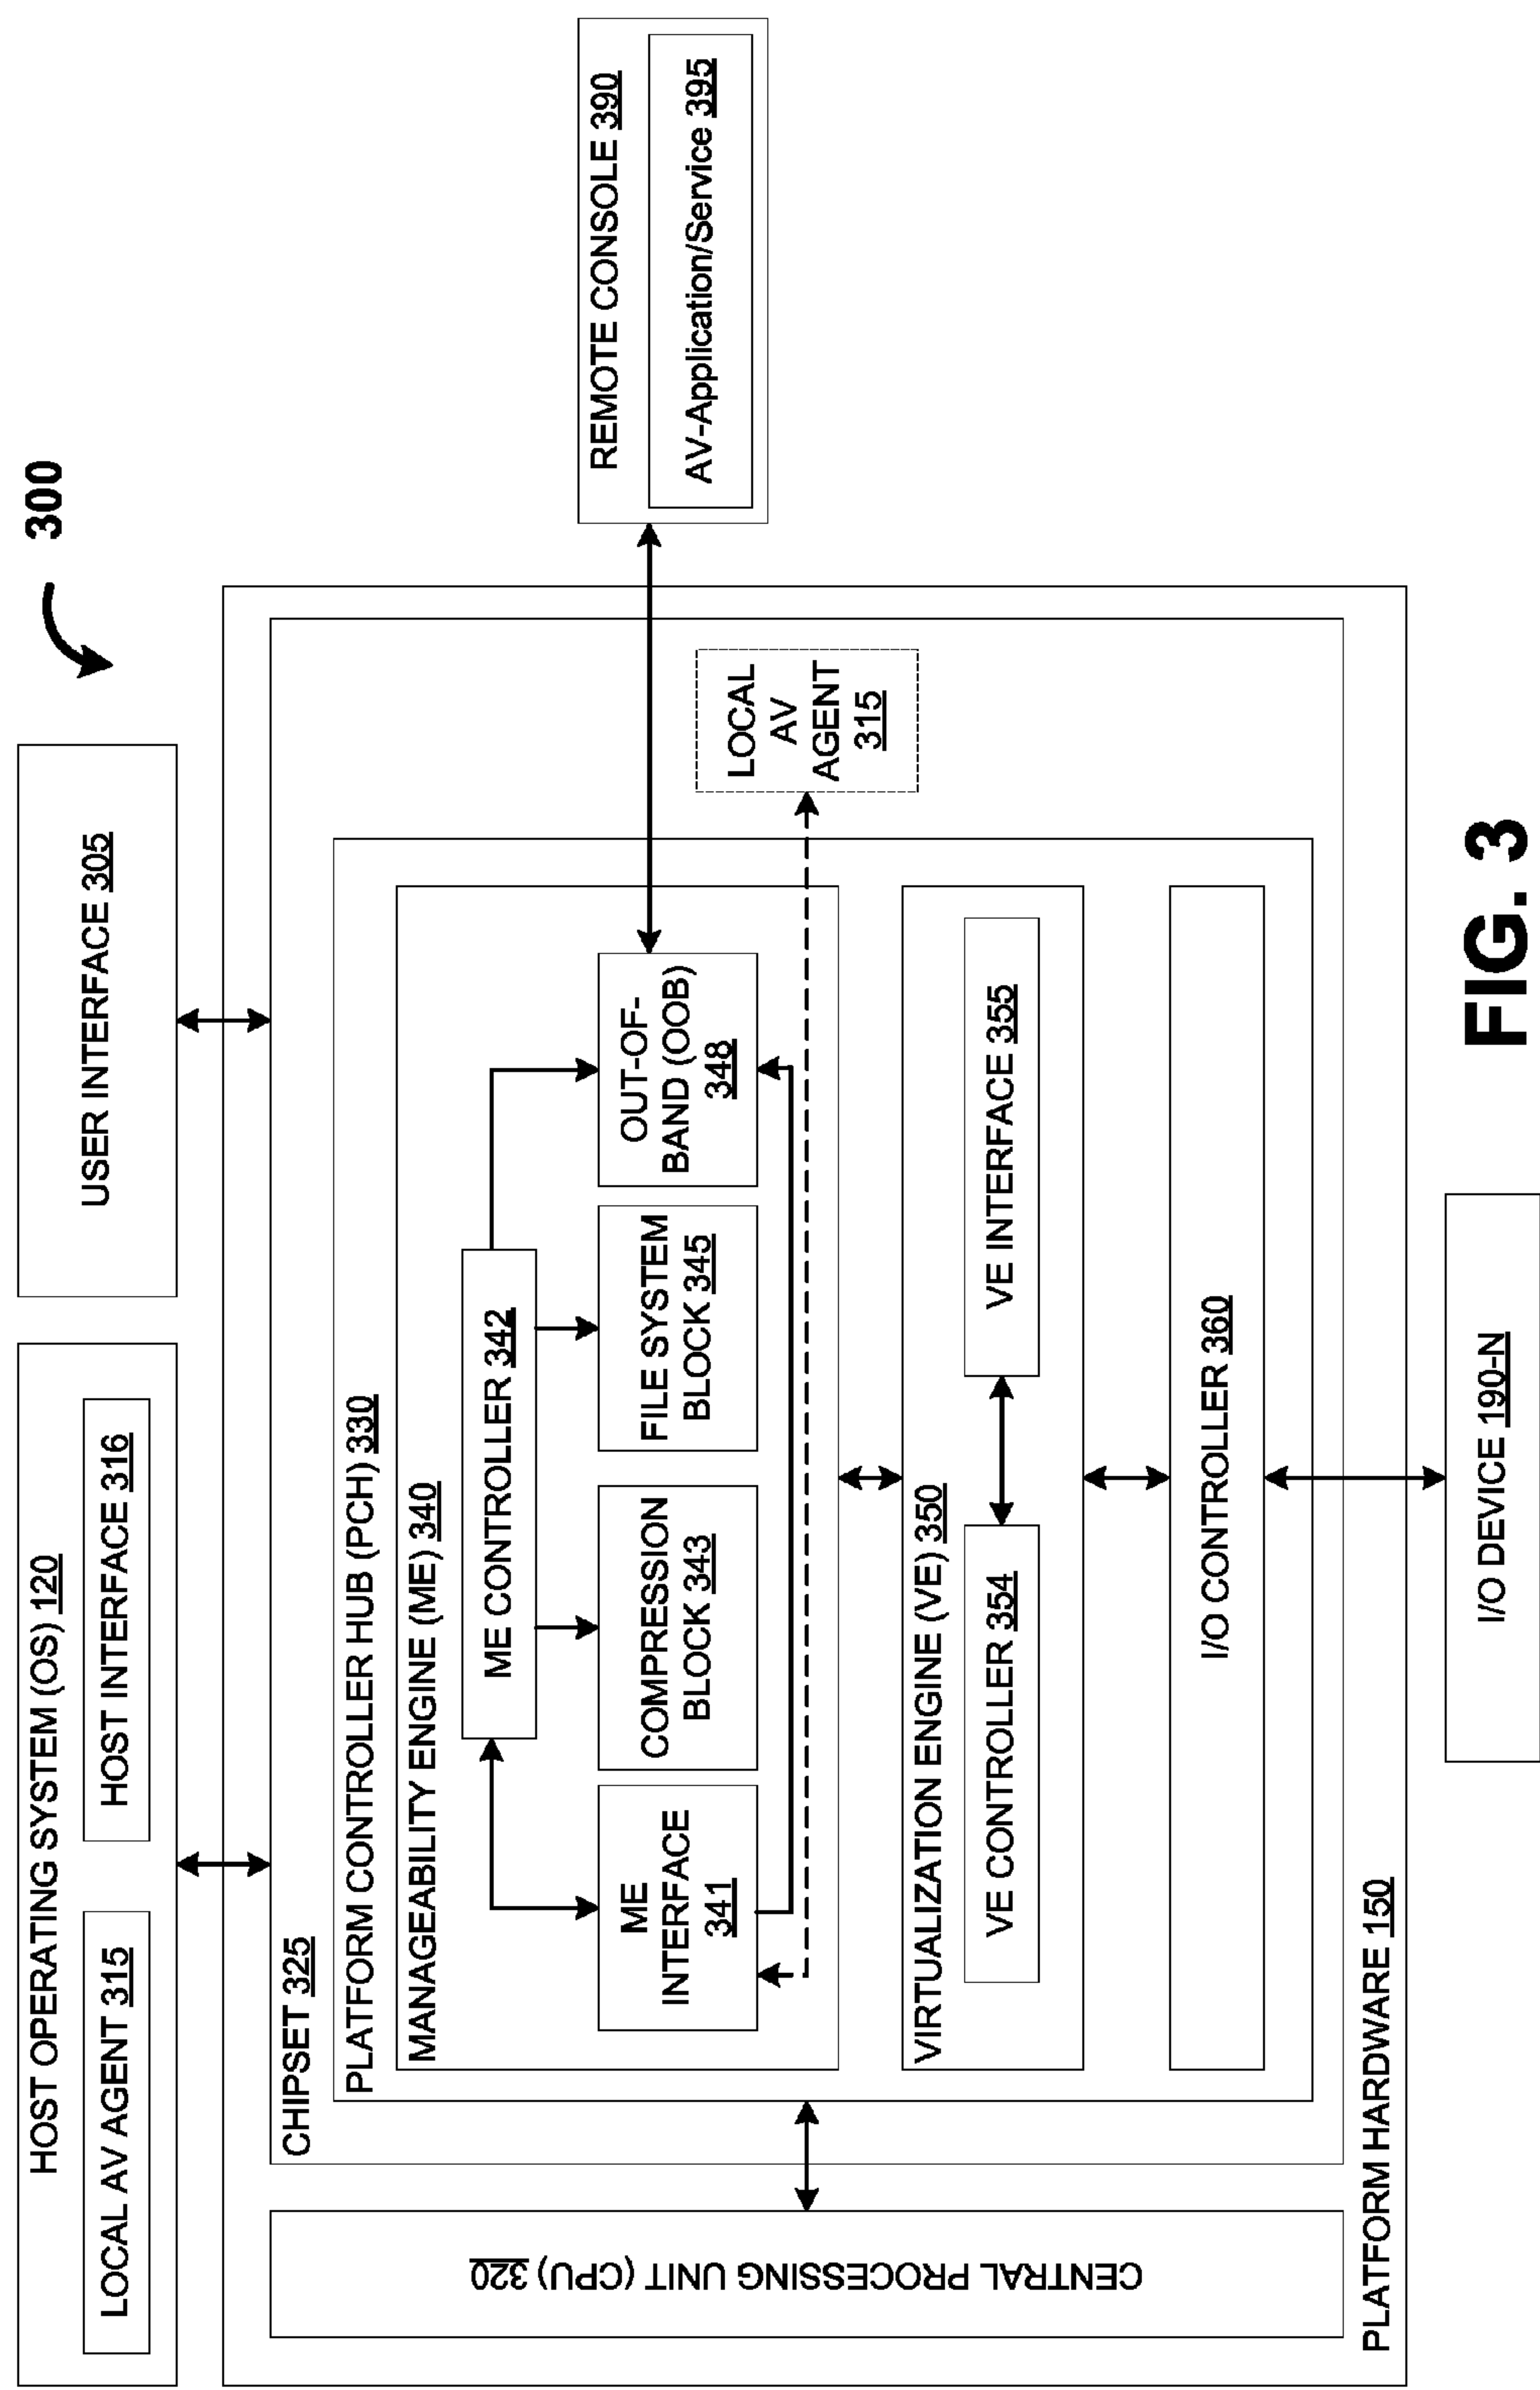 300
HOST OPERATING SYSTEM (OS) 120
LOCAL AV AGENT 315
HOST INTERFACE 316
USER INTERFACE 305
CHIPSET 325
PLATFORM CONTROLLER HUB (PCH) 330
MANAGEABILITY ENGINE (ME) 340
ME CONTROLLER 342
ME
INTERFACE
341
COMPRESSION
BLOCK 343
FILE SYSTEM
BLOCK 345
OUT-OF-
BAND (OOB)
348
LOCAL
AV
AGENT
315
REMOTE CONSOLE 390
AV-Application/Service 395
VIRTUALIZATION ENGINE (VE) 350
VE CONTROLLER 354
VE INTERFACE 355
I/O CONTROLLER 360
CENTRAL PROCESSING UNIT (CPU) 320
PLATFORM HARDWARE 150
I/O DEVICE 190-N
FIG. 3